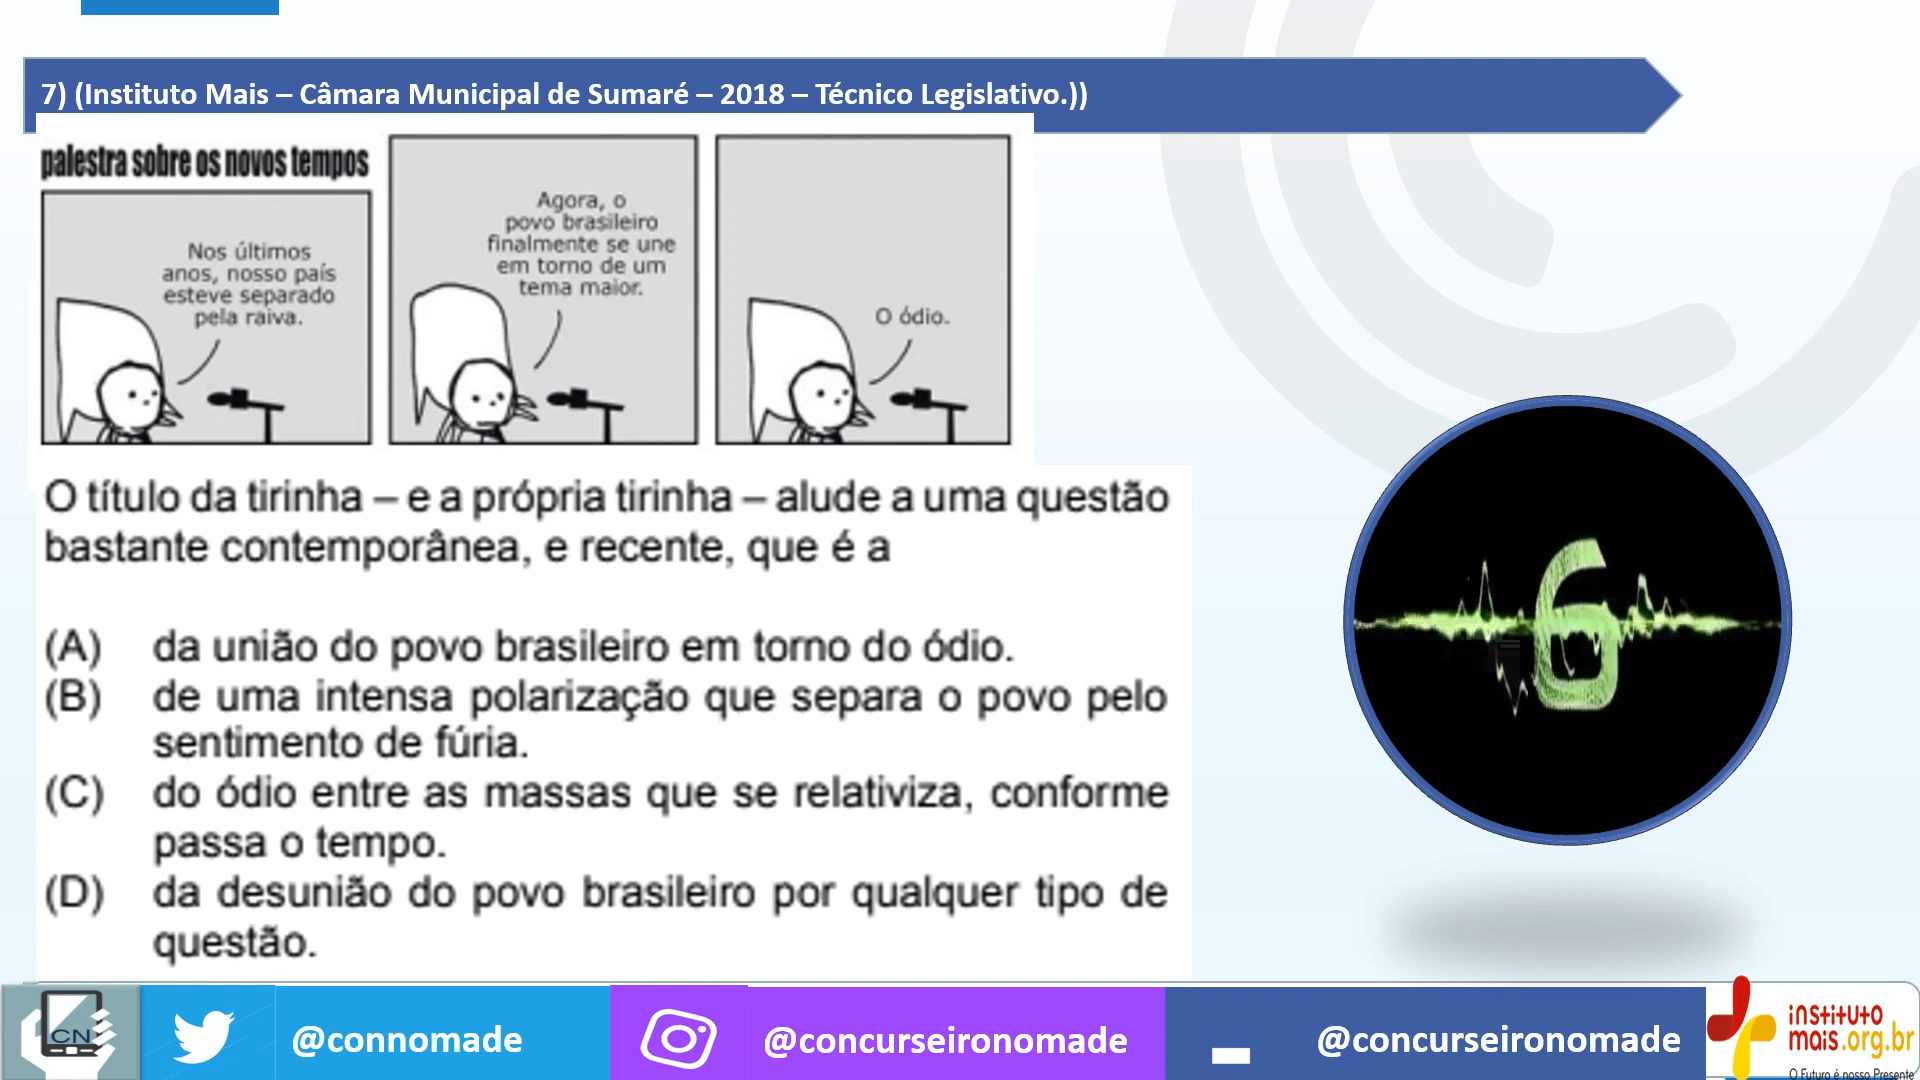 7) (Instituto Mais – Câmara Municipal de Sumaré – 2018 – Técnico Legislativo.))
palestra sobre os novos tempos
Nos últimos
anos, nosso país
esteve separado
pela raiva.
Agora, o
povo brasileiro
finalmente se une
em torno de um
tema maior.
O ódio.
O título da tirinha – e a própria tirinha – alude a uma questão
bastante contemporânea, e recente, que é a
(A) da união do povo brasileiro em torno do ódio.
(B) de uma intensa polarização que separa o povo pelo
sentimento de fúria.
(C) do ódio entre as massas que se relativiza, conforme
passa o tempo.
(D) da desunião do povo brasileiro por qualquer tipo de
questão.
6
CN
@connomade
@concurseironomade
@concurseironomade
instituto
mais.org.br
O Futuro é nosso Presente